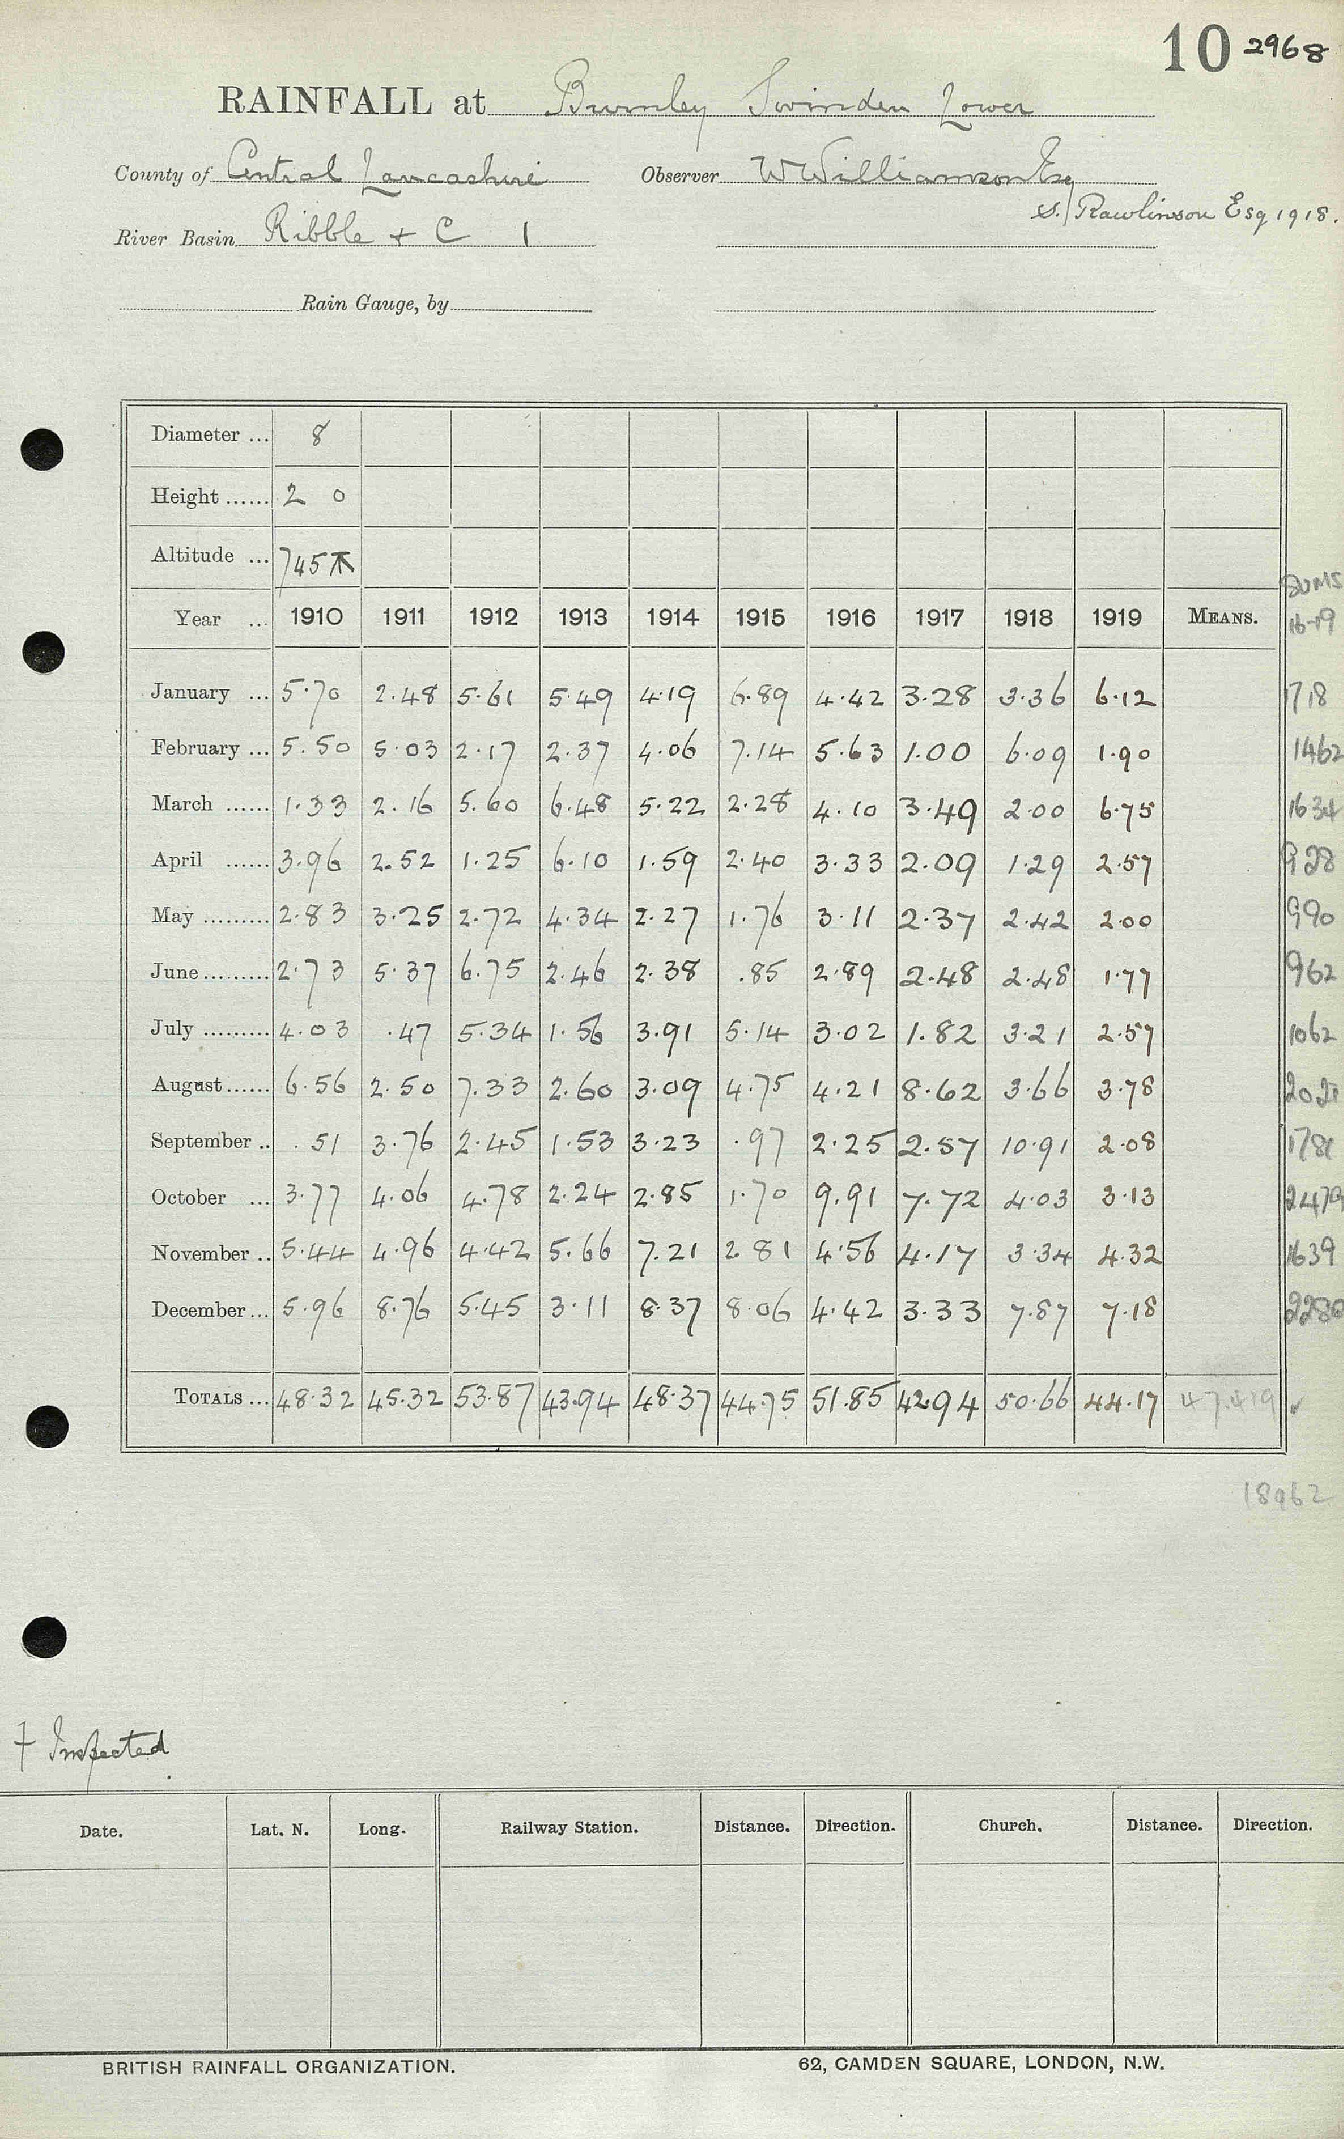 10 2968
RAINFALL at Burnley Swinden Lower
County of Central Lancashire Observer W Williamson Esq
S. Rawlinson Esq 1918.
River Basin Ribble + C 1
Rain Gauge, by
Diameter ... 8
Height ...... 2 0
Altitude ... 745
SUMS
Year ... 1910 1911 1912 1913 1914 1915 1916 1917 1918 1919 MEANS. 16-19
January ... 5.70 2.48 5.61 5.49 4.19 6.89 4.42 3.28 3.36 6.12 1718
February ... 5.50 5.03 2.17 2.37 4.06 7.14 5.63 1.00 6.09 1.90 1462
March ...... 1.33 2.16 5.60 6.48 5.22 2.28 4.10 3.49 2.00 6.75 1634
April ...... 3.96 2.52 1.25 6.10 1.59 2.40 3.33 2.09 1.29 2.57 928
May ......... 2.83 3.25 2.72 4.34 2.27 1.76 3.11 2.37 2.42 2.00 990
June ......... 2.73 5.37 6.75 2.46 2.38 .85 2.89 2.48 2.48 1.77 962
July ......... 4.03 .47 5.34 1.56 3.91 5.14 3.02 1.82 3.21 2.57 1062
August ...... 6.56 2.50 7.33 2.60 3.09 4.75 4.21 8.62 3.66 3.78
September .. .51 3.76 2.45 1.53 3.23 .97 2.25 2.57 10.91 2.08 1781
October ... 3.77 4.06 4.78 2.24 2.85 1.70 9.91 7.72 4.03 3.13 2479
November .. 5.44 4.96 4.42 5.66 7.21 2.81 4.56 4.17 3.34 4.32 1639
December ... 5.96 8.76 5.45 3.11 8.37 8.06 4.42 3.33 7.87 7.18 2280
TOTALS ... 48.32 45.32 53.87 43.94 48.37 44.75 51.85 42.94 50.66 44.17 47.419 ✓
18962
† Inspected
Date. Lat. N. Long. Railway Station. Distance. Direction. Church. Distance. Direction.
BRITISH RAINFALL ORGANIZATION. 62, CAMDEN SQUARE, LONDON, N.W.